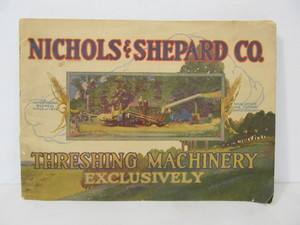 NICHOLS & SHEPARD CO.
THRESHING MACHINERY
EXCLUSIVELY